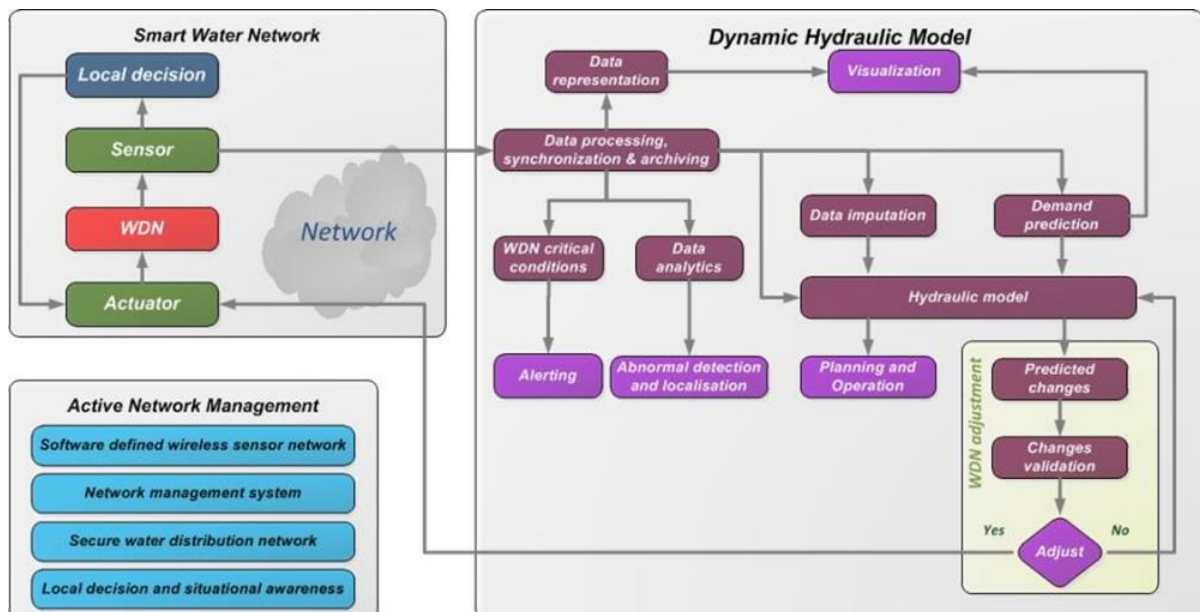 Smart Water Network
Local decision
Sensor
WDN
Actuator
Network
Dynamic Hydraulic Model
Data
representation
Visualization
Data processing,
synchronization & archiving
Data imputation
Demand
prediction
WDN critical
conditions
Data
analytics
Hydraulic model
Alerting
Abnormal detection
and localisation
Planning and
Operation
WDN adjustment
Predicted
changes
Changes
validation
Yes
Adjust
No
Active Network Management
Software defined wireless sensor network
Network management system
Secure water distribution network
Local decision and situational awareness